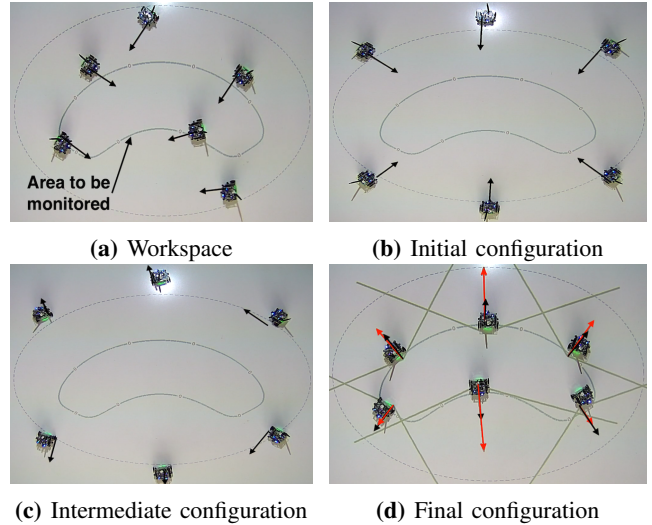 Area to be
monitored
(a) Workspace
(b) Initial configuration
(c) Intermediate configuration
(d) Final configuration